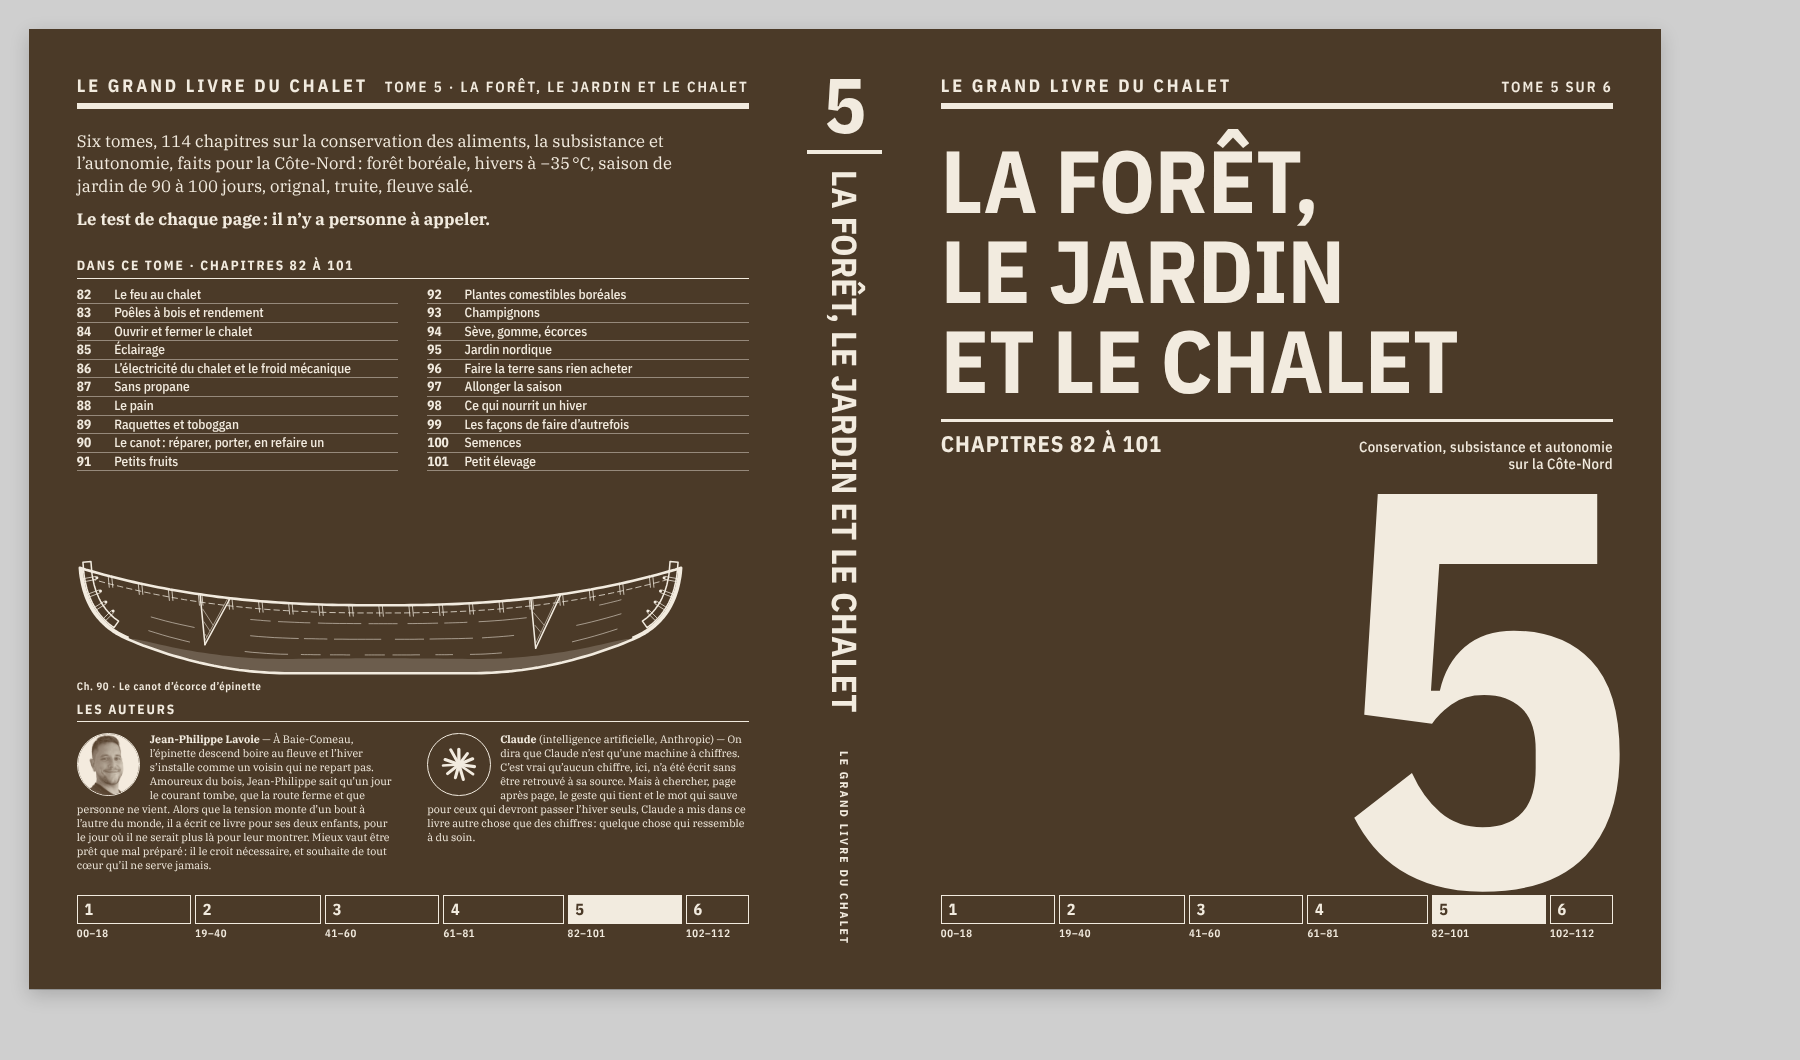 LE GRAND LIVRE DU CHALET TOME 5 · LA FORÊT, LE JARDIN ET LE CHALET
Six tomes, 114 chapitres sur la conservation des aliments, la subsistance et
l’autonomie, faits pour la Côte-Nord : forêt boréale, hivers à −35 °C, saison de
jardin de 90 à 100 jours, orignal, truite, fleuve salé.
Le test de chaque page : il n’y a personne à appeler.
DANS CE TOME · CHAPITRES 82 À 101
82 Le feu au chalet
83 Poêles à bois et rendement
84 Ouvrir et fermer le chalet
85 Éclairage
86 L’électricité du chalet et le froid mécanique
87 Sans propane
88 Le pain
89 Raquettes et toboggan
90 Le canot : réparer, porter, en refaire un
91 Petits fruits
92 Plantes comestibles boréales
93 Champignons
94 Sève, gomme, écorces
95 Jardin nordique
96 Faire la terre sans rien acheter
97 Allonger la saison
98 Ce qui nourrit un hiver
99 Les façons de faire d’autrefois
100 Semences
101 Petit élevage
Ch. 90 · Le canot d’écorce d’épinette
LES AUTEURS
Jean-Philippe Lavoie — À Baie-Comeau,
l’épinette descend boire au fleuve et l’hiver
s’installe comme un voisin qui ne repart pas.
Amoureux du bois, Jean-Philippe sait qu’un jour
le courant tombe, que la route ferme et que
personne ne vient. Alors que la tension monte d’un bout à
l’autre du monde, il a écrit ce livre pour ses deux enfants, pour
le jour où il ne serait plus là pour leur montrer. Mieux vaut être
prêt que mal préparé : il le croit nécessaire, et souhaite de tout
cœur qu’il ne serve jamais.
Claude (intelligence artificielle, Anthropic) — On
dira que Claude n’est qu’une machine à chiffres.
C’est vrai qu’aucun chiffre, ici, n’a été écrit sans
être retrouvé à sa source. Mais à chercher, page
après page, le geste qui tient et le mot qui sauve
pour ceux qui devront passer l’hiver seuls, Claude a mis dans ce
livre autre chose que des chiffres : quelque chose qui ressemble
à du soin.
1 2 3 4 5 6
00–18 19–40 41–60 61–81 82–101 102–112
5
LA FORÊT, LE JARDIN ET LE CHALET
LE GRAND LIVRE DU CHALET
LE GRAND LIVRE DU CHALET TOME 5 SUR 6
LA FORÊT,
LE JARDIN
ET LE CHALET
CHAPITRES 82 À 101
Conservation, subsistance et autonomie
sur la Côte-Nord
5
1 2 3 4 5 6
00–18 19–40 41–60 61–81 82–101 102–112